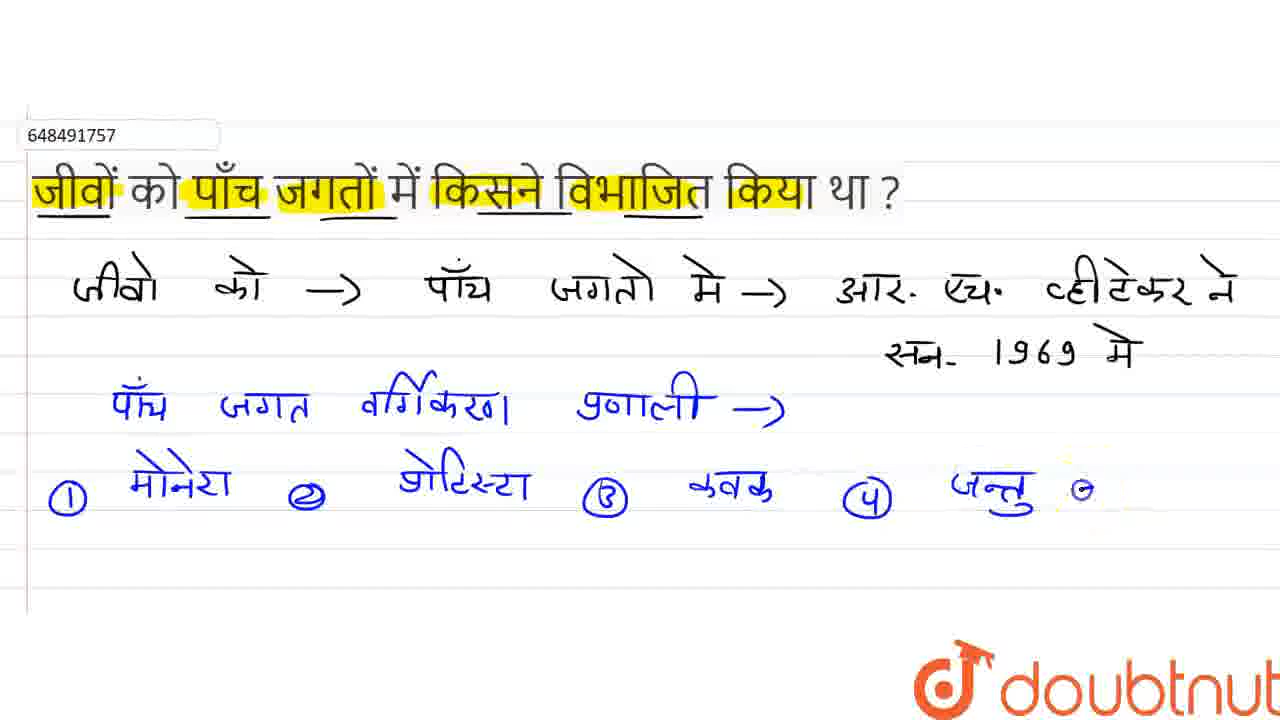 648491757
जीवों को पाँच जगतों में किसने विभाजित किया था ?
जीवो को → पाँच जगतो मे → आर. एच. व्हीटेकर ने
सन. 1969 मे
पाँच जगत वर्गिकरण प्रणाली →
① मोनेरा ② प्रोटिस्टा ③ कवक ④ जन्तु
doubtnut